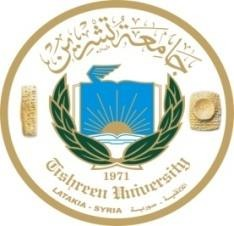 جامعة تشرين
1971
Tishreen University
LATAKIA - SYRIA
اللاذقية - سورية